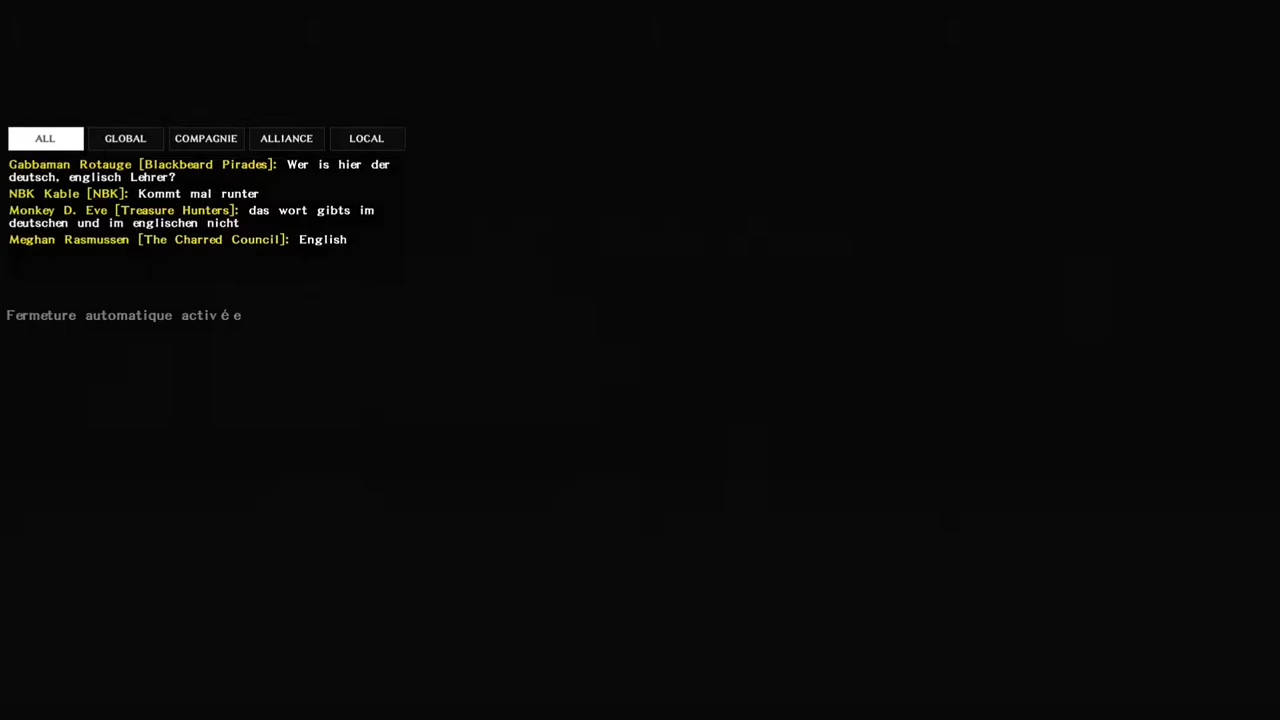 ALL GLOBAL COMPAGNIE ALLIANCE LOCAL
Gabbaman Rotauge [Blackbeard Pirades]: Wer is hier der
deutsch, englisch Lehrer?
NBK Kable [NBK]: Kommt mal runter
Monkey D. Eve [Treasure Hunters]: das wort gibts im
deutschen und im englischen nicht
Meghan Rasmussen [The Charred Council]: English
Fermeture automatique activée